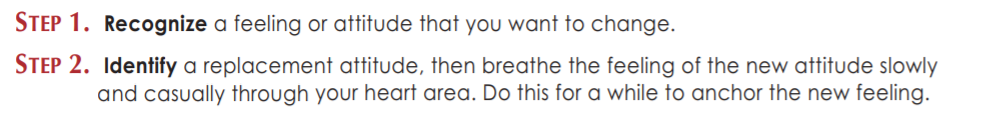 STEP 1. Recognize a feeling or attitude that you want to change.
STEP 2. Identify a replacement attitude, then breathe the feeling of the new attitude slowly
and casually through your heart area. Do this for a while to anchor the new feeling.